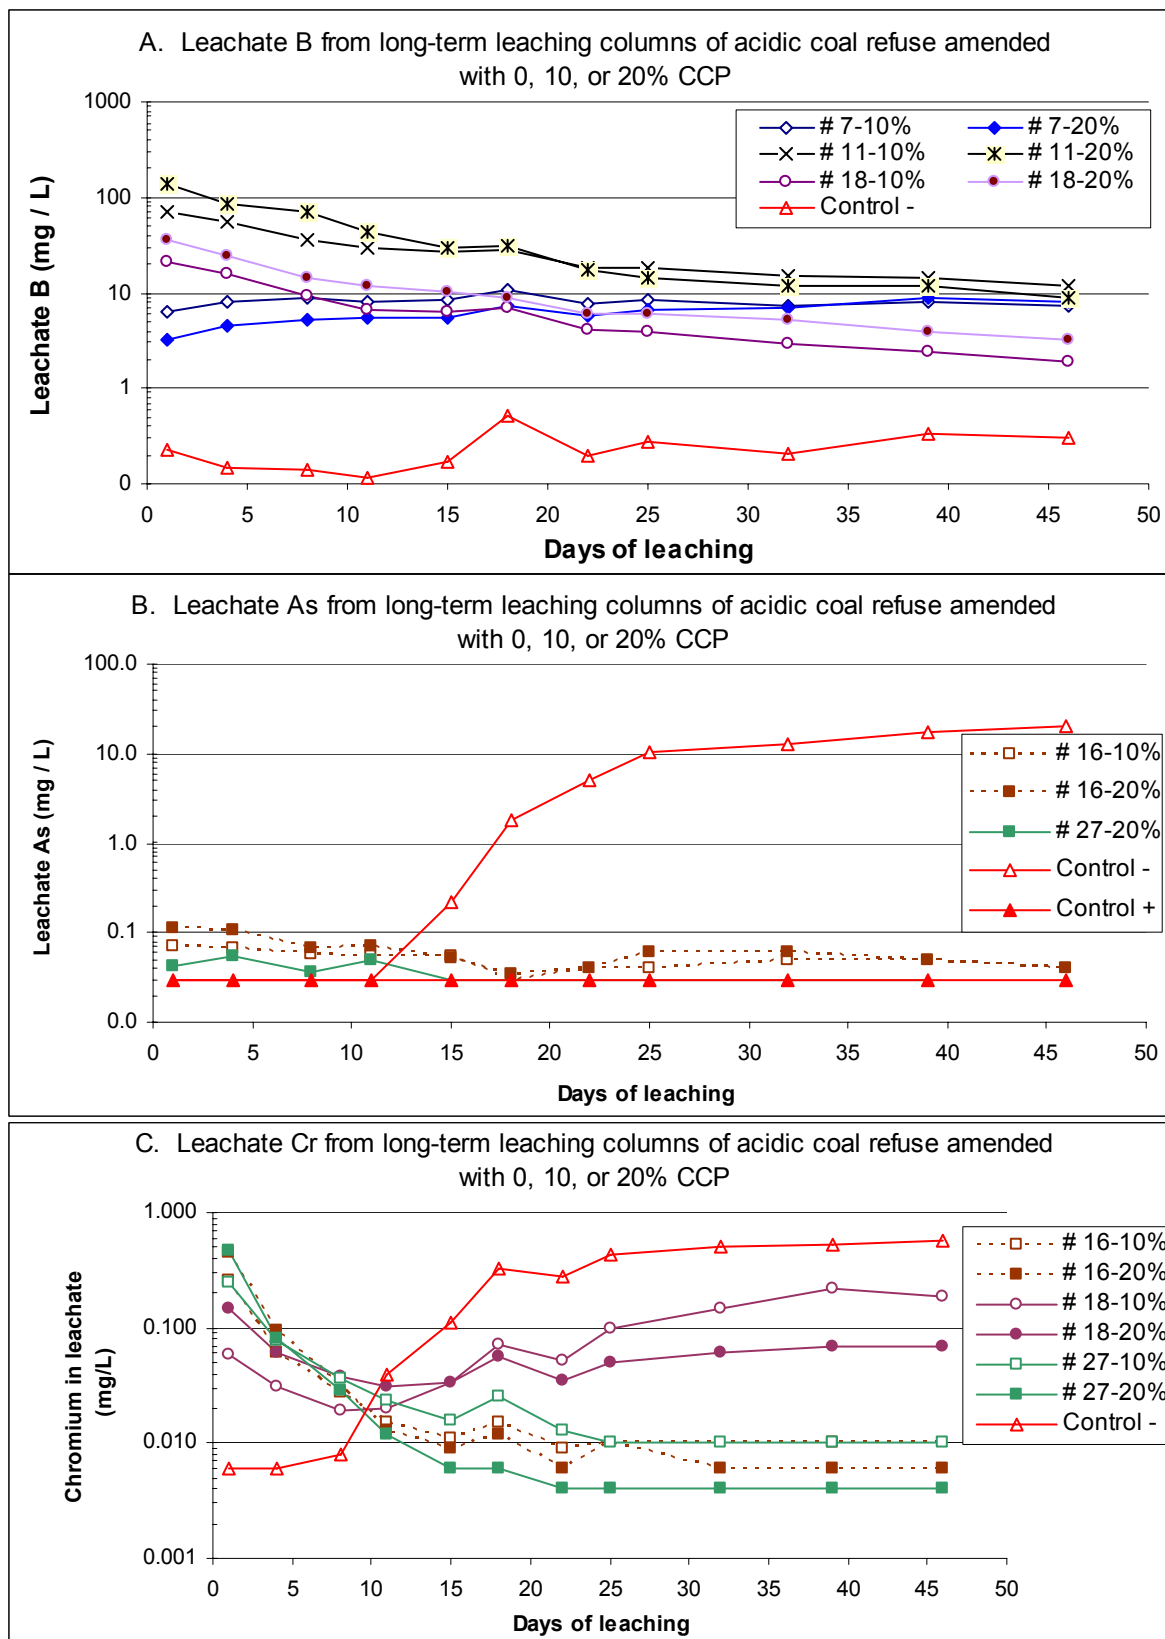 A. Leachate B from long-term leaching columns of acidic coal refuse amended
with 0, 10, or 20% CCP
1000
100
10
1
0
Leachate B (mg / L)
# 7-10%
# 7-20%
# 11-10%
# 11-20%
# 18-10%
# 18-20%
Control -
0 5 10 15 20 25 30 35 40 45 50
Days of leaching
B. Leachate As from long-term leaching columns of acidic coal refuse amended
with 0, 10, or 20% CCP
100.0
10.0
1.0
0.1
0.0
Leachate As (mg / L)
# 16-10%
# 16-20%
# 27-20%
Control -
Control +
0 5 10 15 20 25 30 35 40 45 50
Days of leaching
C. Leachate Cr from long-term leaching columns of acidic coal refuse amended
with 0, 10, or 20% CCP
1.000
0.100
0.010
0.001
Chromium in leachate
(mg/L)
# 16-10%
# 16-20%
# 18-10%
# 18-20%
# 27-10%
# 27-20%
Control -
0 5 10 15 20 25 30 35 40 45 50
Days of leaching